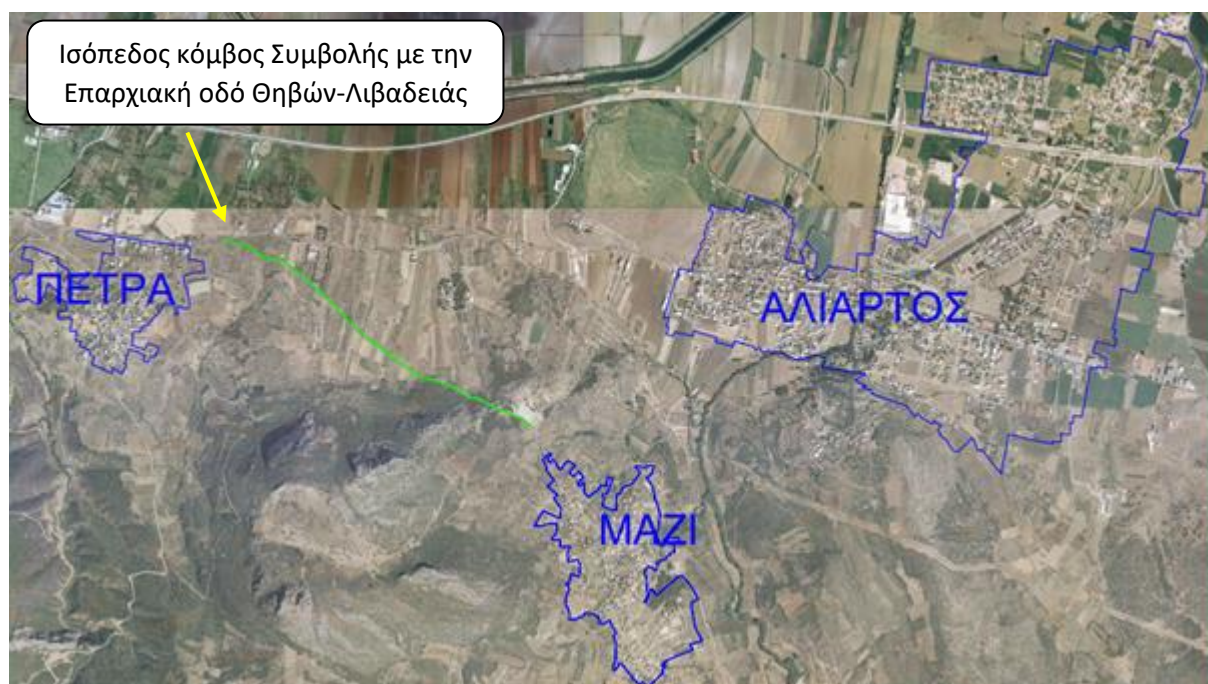 Ισόπεδος κόμβος Συμβολής με την
Επαρχιακή οδό Θηβών-Λιβαδειάς
ΠΕΤΡΑ
ΑΛΙΑΡΤΟΣ
ΜΑΖΙ